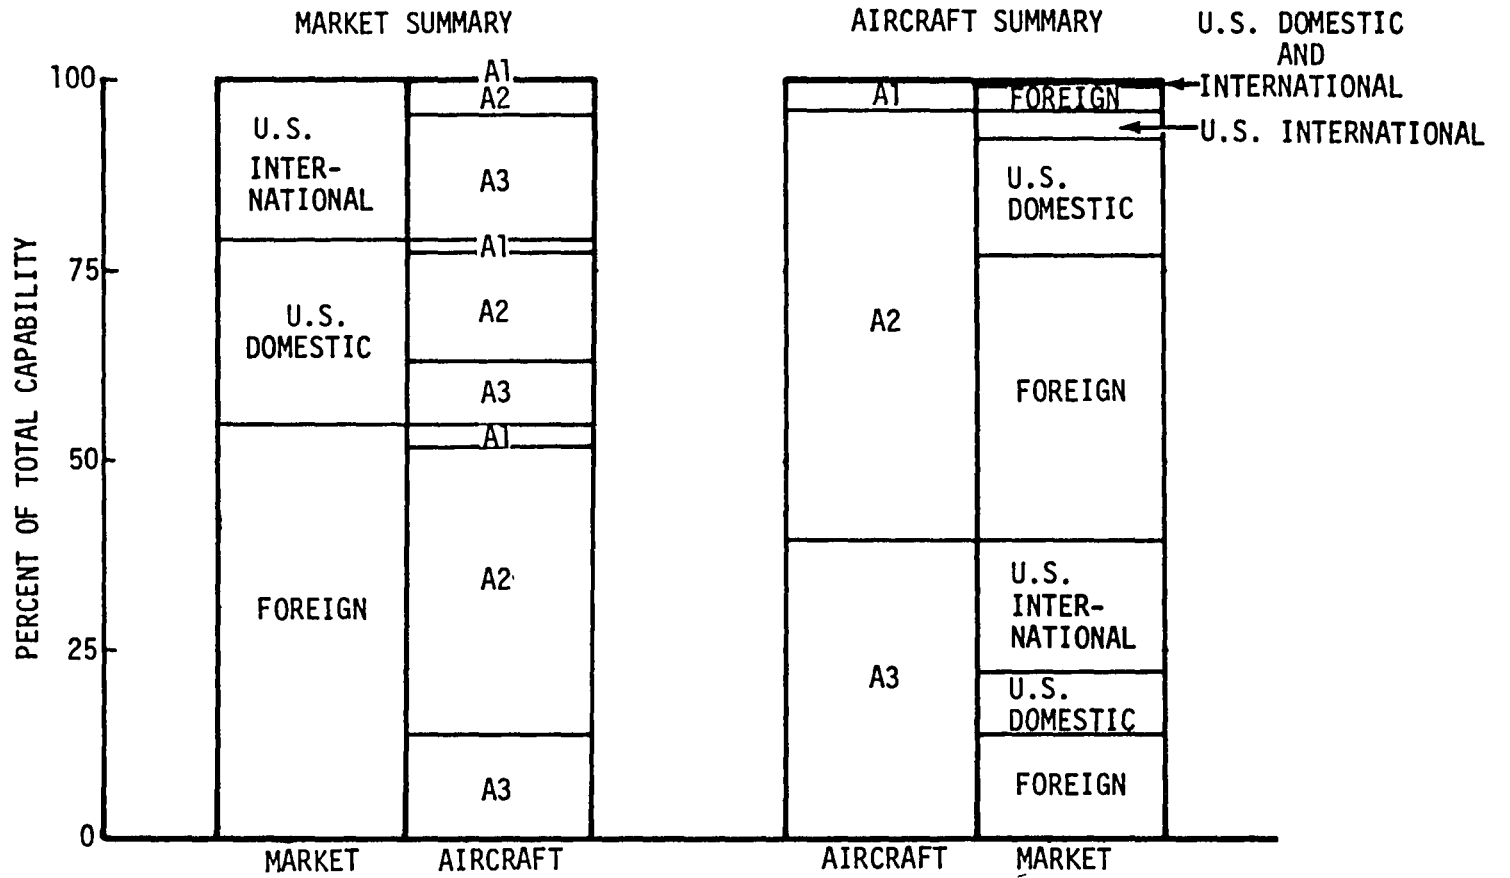 MARKET SUMMARY
AIRCRAFT SUMMARY
U.S. DOMESTIC
AND
INTERNATIONAL
U.S. INTERNATIONAL
PERCENT OF TOTAL CAPABILITY
100
75
50
25
0
U.S.
INTER-
NATIONAL
U.S.
DOMESTIC
FOREIGN
A1
A2
A3
A1
A2
A3
A1
A2
A3
A1
A2
A3
FOREIGN
U.S.
DOMESTIC
FOREIGN
U.S.
INTER-
NATIONAL
U.S.
DOMESTIC
FOREIGN
MARKET
AIRCRAFT
AIRCRAFT
MARKET